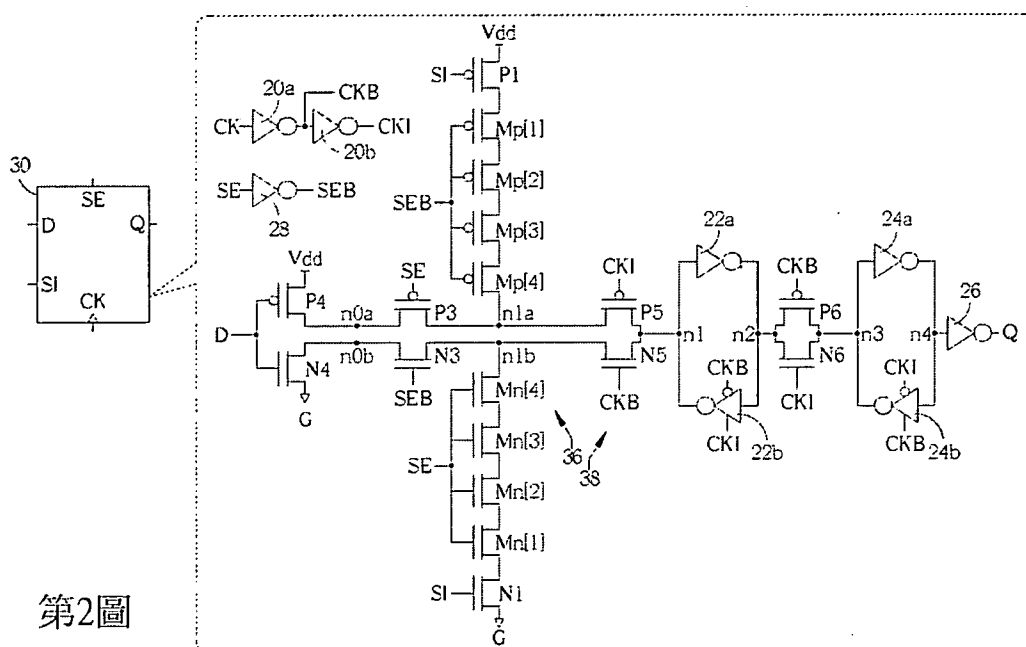 30
SE
D
Q
SI
CK
20a
CKB
CK
CKI
20b
SE
SEB
28
Vdd
SI
P1
Mp[1]
Mp[2]
SEB
Mp[3]
Mp[4]
Vdd
P4
SE
n0a
P3
n1a
D
n0b
N3
n1b
N4
SEB
G
Mn[4]
Mn[3]
SE
Mn[2]
Mn[1]
SI
N1
G
36
38
CKI
P5
N5
CKB
n1
22a
n2
CKB
CKI
22b
CKB
P6
N6
CKI
n3
24a
n4
26
Q
CKI
CKB
24b
第2圖